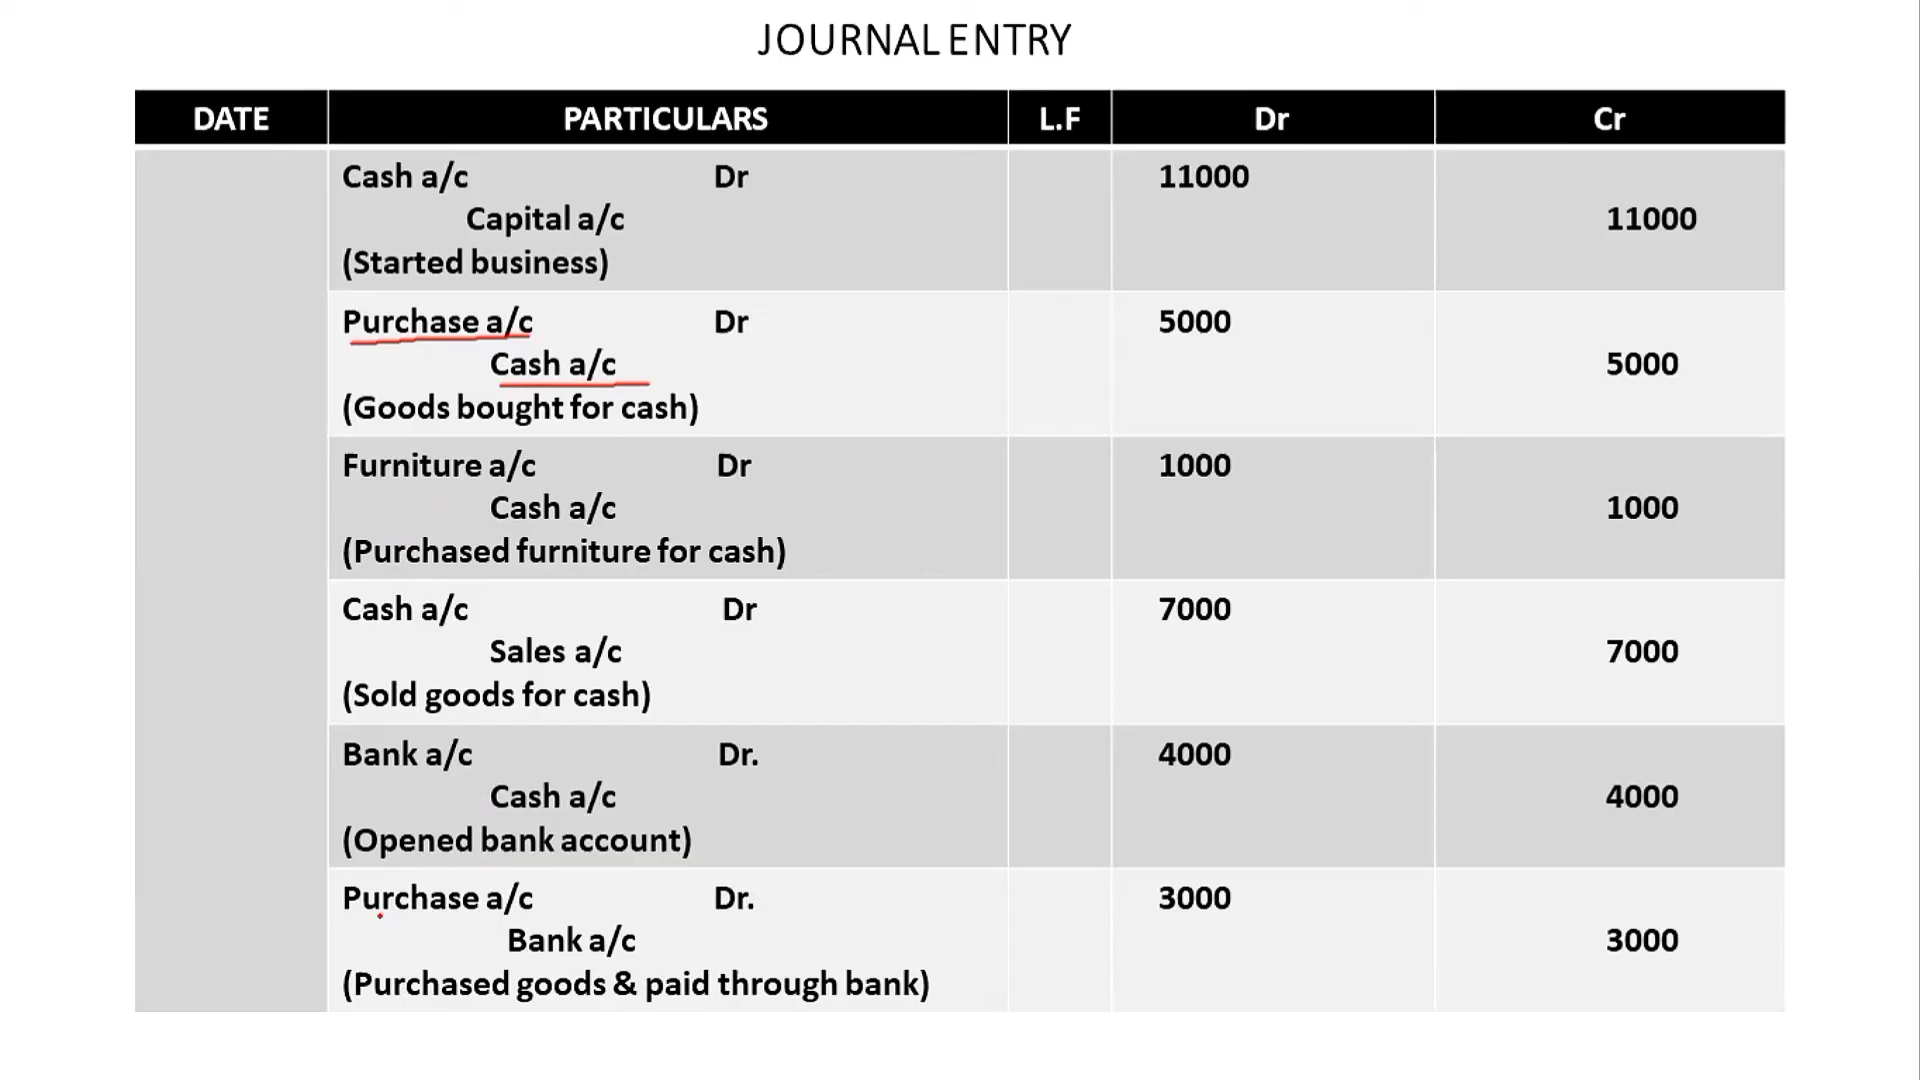 JOURNAL ENTRY
DATE PARTICULARS L.F Dr Cr
Cash a/c Dr 11000
Capital a/c 11000
(Started business)
Purchase a/c Dr 5000
Cash a/c 5000
(Goods bought for cash)
Furniture a/c Dr 1000
Cash a/c 1000
(Purchased furniture for cash)
Cash a/c Dr 7000
Sales a/c 7000
(Sold goods for cash)
Bank a/c Dr. 4000
Cash a/c 4000
(Opened bank account)
Purchase a/c Dr. 3000
Bank a/c 3000
(Purchased goods & paid through bank)